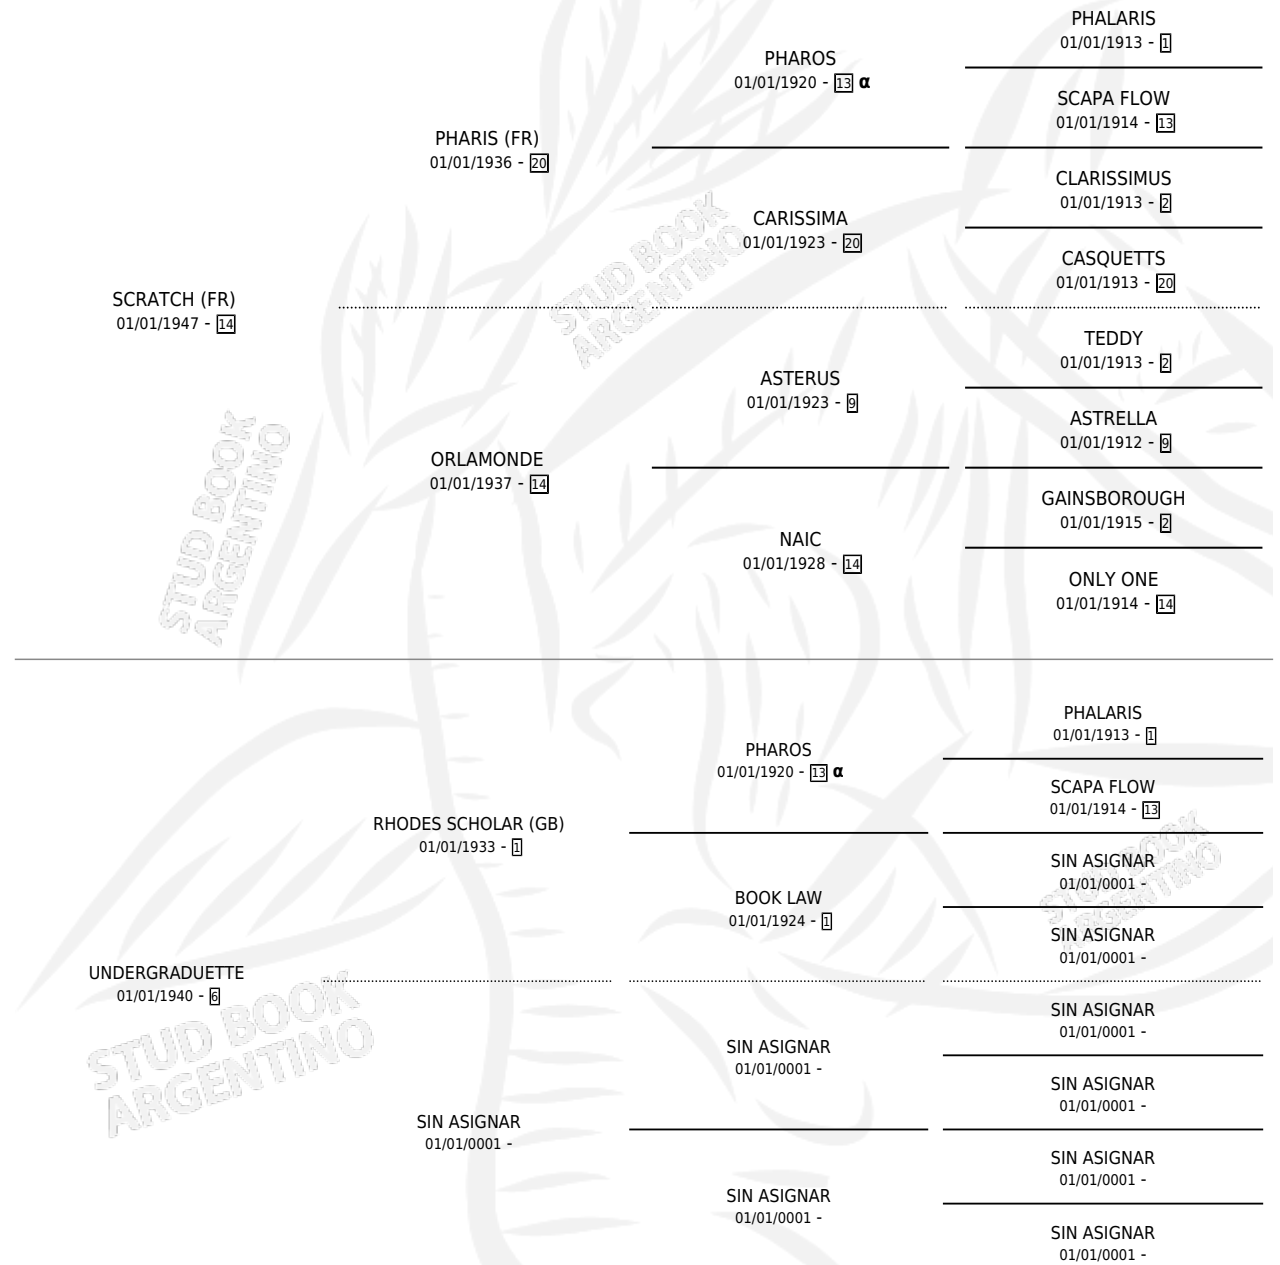 PHALARIS
01/01/1913 - 1
PHAROS
01/01/1920 - 13 α
SCAPA FLOW
01/01/1914 - 13
PHARIS (FR)
01/01/1936 - 20
CLARISSIMUS
01/01/1913 - 2
CARISSIMA
01/01/1923 - 20
CASQUETTS
01/01/1913 - 20
SCRATCH (FR)
01/01/1947 - 14
TEDDY
01/01/1913 - 2
ASTERUS
01/01/1923 - 9
ASTRELLA
01/01/1912 - 9
ORLAMONDE
01/01/1937 - 14
GAINSBOROUGH
01/01/1915 - 2
NAIC
01/01/1928 - 14
ONLY ONE
01/01/1914 - 14
PHALARIS
01/01/1913 - 1
PHAROS
01/01/1920 - 13 α
SCAPA FLOW
01/01/1914 - 13
RHODES SCHOLAR (GB)
01/01/1933 - 1
SIN ASIGNAR
01/01/0001 -
BOOK LAW
01/01/1924 - 1
SIN ASIGNAR
01/01/0001 -
UNDERGRADUETTE
01/01/1940 - 6
SIN ASIGNAR
01/01/0001 -
SIN ASIGNAR
01/01/0001 -
SIN ASIGNAR
01/01/0001 -
SIN ASIGNAR
01/01/0001 -
SIN ASIGNAR
01/01/0001 -
SIN ASIGNAR
01/01/0001 -
SIN ASIGNAR
01/01/0001 -
STUD BOOK
ARGENTINO
STUD BOOK
ARGENTINO
STUD BOOK
ARGENTINO
STUD BOOK
ARGENTINO